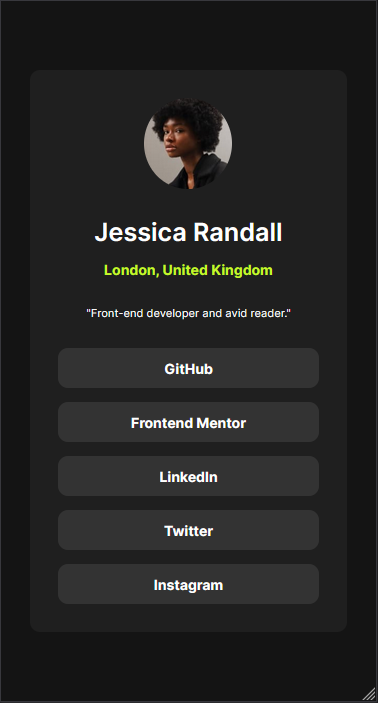 Jessica Randall
London, United Kingdom
"Front-end developer and avid reader."
GitHub
Frontend Mentor
LinkedIn
Twitter
Instagram